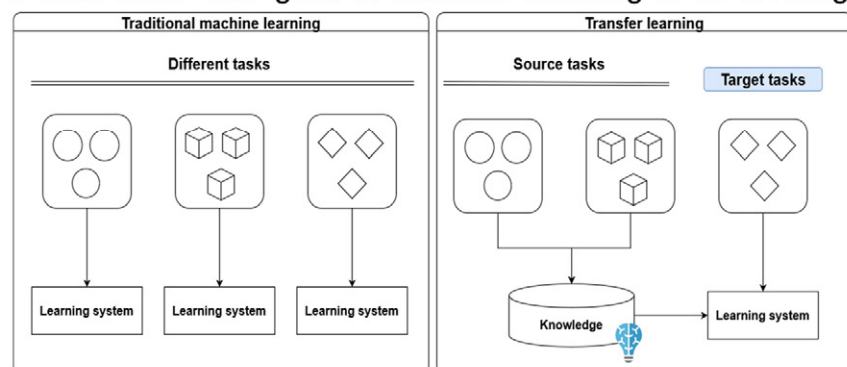 Traditional machine learning
Different tasks
Learning system
Learning system
Learning system
Transfer learning
Source tasks
Target tasks
Knowledge
Learning system